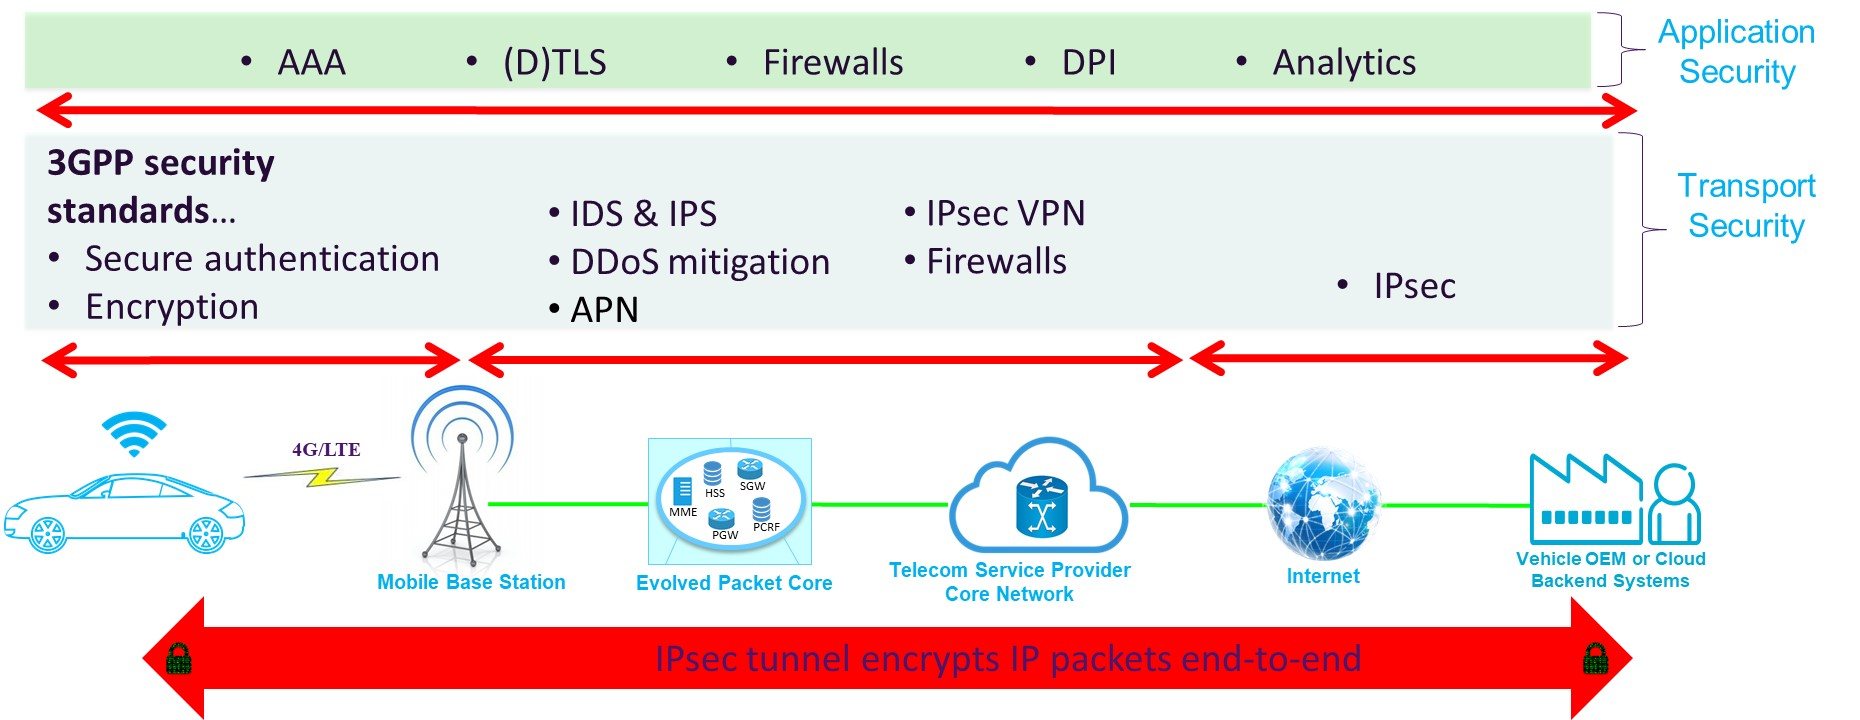 • AAA • (D)TLS • Firewalls • DPI • Analytics
Application
Security
3GPP security
standards...
• Secure authentication
• Encryption
• IDS & IPS
• DDoS mitigation
• APN
• IPsec VPN
• Firewalls
• IPsec
Transport
Security
4G/LTE
Mobile Base Station
MME
HSS
SGW
PGW
PCRF
Evolved Packet Core
Telecom Service Provider
Core Network
Internet
Vehicle OEM or Cloud
Backend Systems
IPsec tunnel encrypts IP packets end-to-end